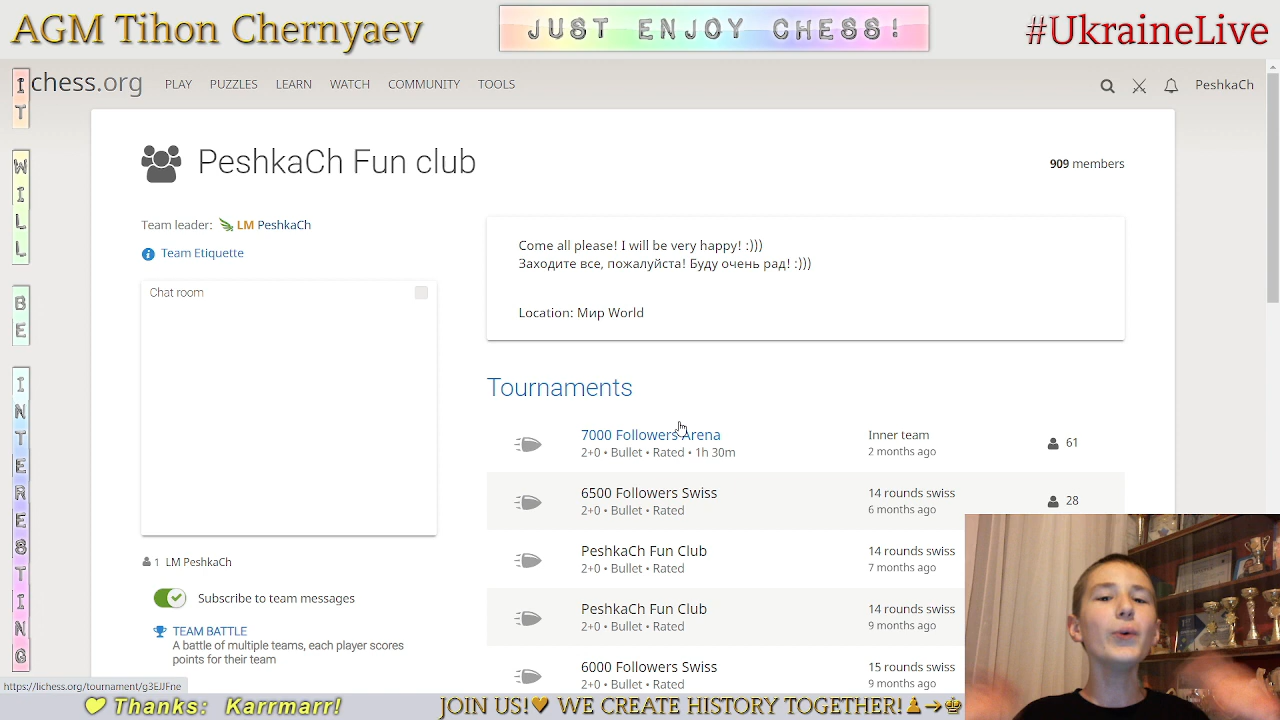 AGM Tihon Chernyaev
JUST ENJOY CHESS!
#UkraineLive
IT WILL BE INTERESTING
lichess.org PLAY PUZZLES LEARN WATCH COMMUNITY TOOLS PeshkaCh
PeshkaCh Fun club
909 members
Team leader: LM PeshkaCh
Team Etiquette
Chat room
1 LM PeshkaCh
Subscribe to team messages
TEAM BATTLE
A battle of multiple teams, each player scores
points for their team
Come all please! I will be very happy! :)))
Заходите все, пожалуйста! Буду очень рад! :)))
Location: Мир World
Tournaments
7000 Followers Arena Inner team
2+0 • Bullet • Rated • 1h 30m 2 months ago 61
6500 Followers Swiss 14 rounds swiss
2+0 • Bullet • Rated 6 months ago 28
PeshkaCh Fun Club 14 rounds swiss
2+0 • Bullet • Rated 7 months ago
PeshkaCh Fun Club 14 rounds swiss
2+0 • Bullet • Rated 9 months ago
6000 Followers Swiss 15 rounds swiss
2+0 • Bullet • Rated 9 months ago
https://lichess.org/tournament/g3EJJFne
Thanks: Karrmarr!
JOIN US!♥ WE CREATE HISTORY TOGETHER!♟→♚